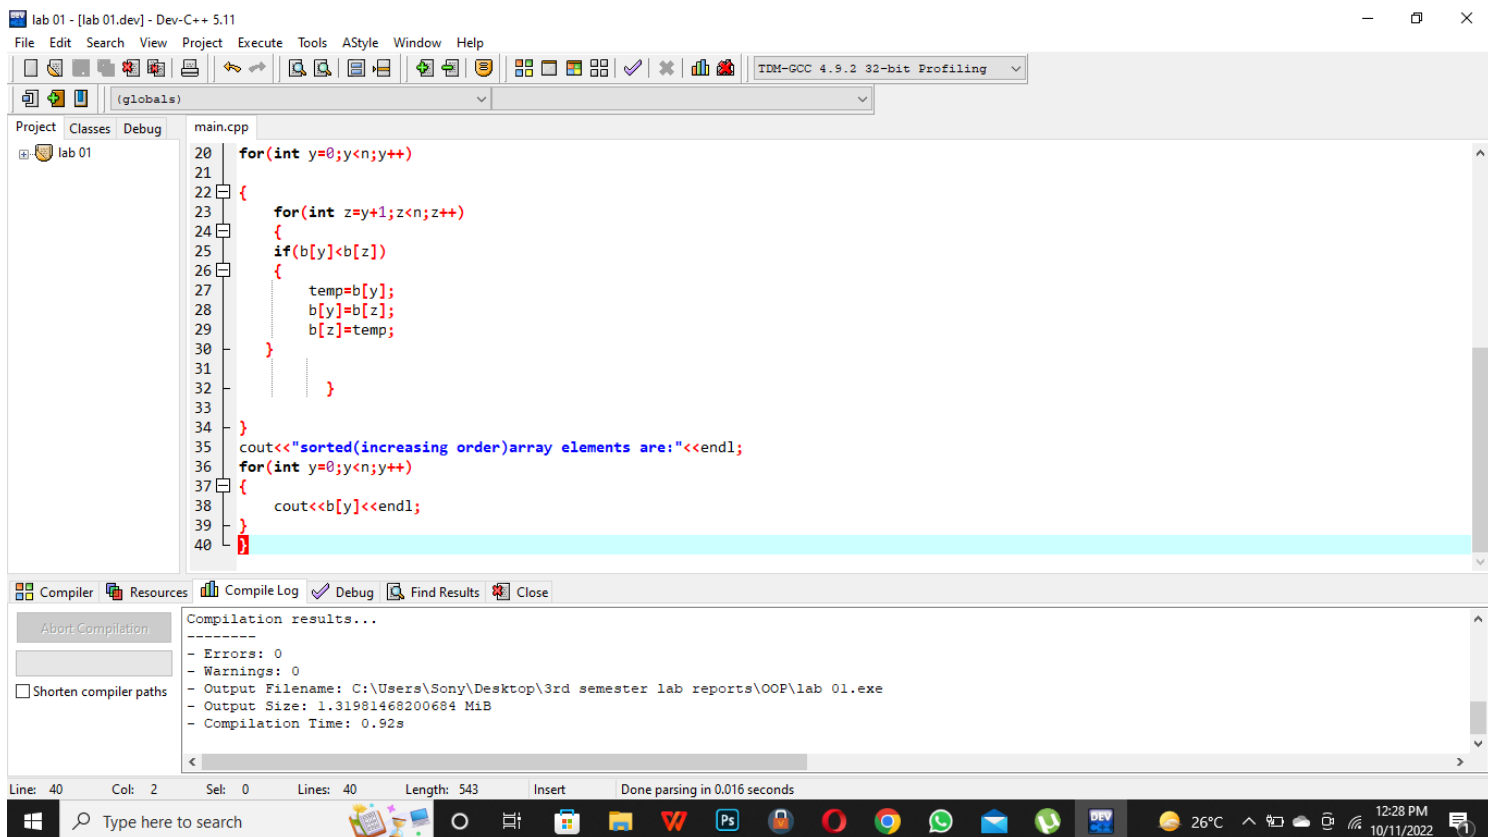 lab 01 - [lab 01.dev] - Dev-C++ 5.11
File Edit Search View Project Execute Tools AStyle Window Help
TDM-GCC 4.9.2 32-bit Profiling
(globals)
Project Classes Debug main.cpp
lab 01
20 for(int y=0;y<n;y++)
21
22 {
23 for(int z=y+1;z<n;z++)
24 {
25 if(b[y]<b[z])
26 {
27 temp=b[y];
28 b[y]=b[z];
29 b[z]=temp;
30 }
31
32 }
33
34 }
35 cout<<"sorted(increasing order)array elements are:"<<endl;
36 for(int y=0;y<n;y++)
37 {
38 cout<<b[y]<<endl;
39 }
40 }
Compiler Resources Compile Log Debug Find Results Close
Abort Compilation
Shorten compiler paths
Compilation results...
--------
- Errors: 0
- Warnings: 0
- Output Filename: C:\Users\Sony\Desktop\3rd semester lab reports\OOP\lab 01.exe
- Output Size: 1.31981468200684 MiB
- Compilation Time: 0.92s
Line: 40 Col: 2 Sel: 0 Lines: 40 Length: 543 Insert Done parsing in 0.016 seconds
Type here to search
Ps
DEV
26°C
12:28 PM
10/11/2022